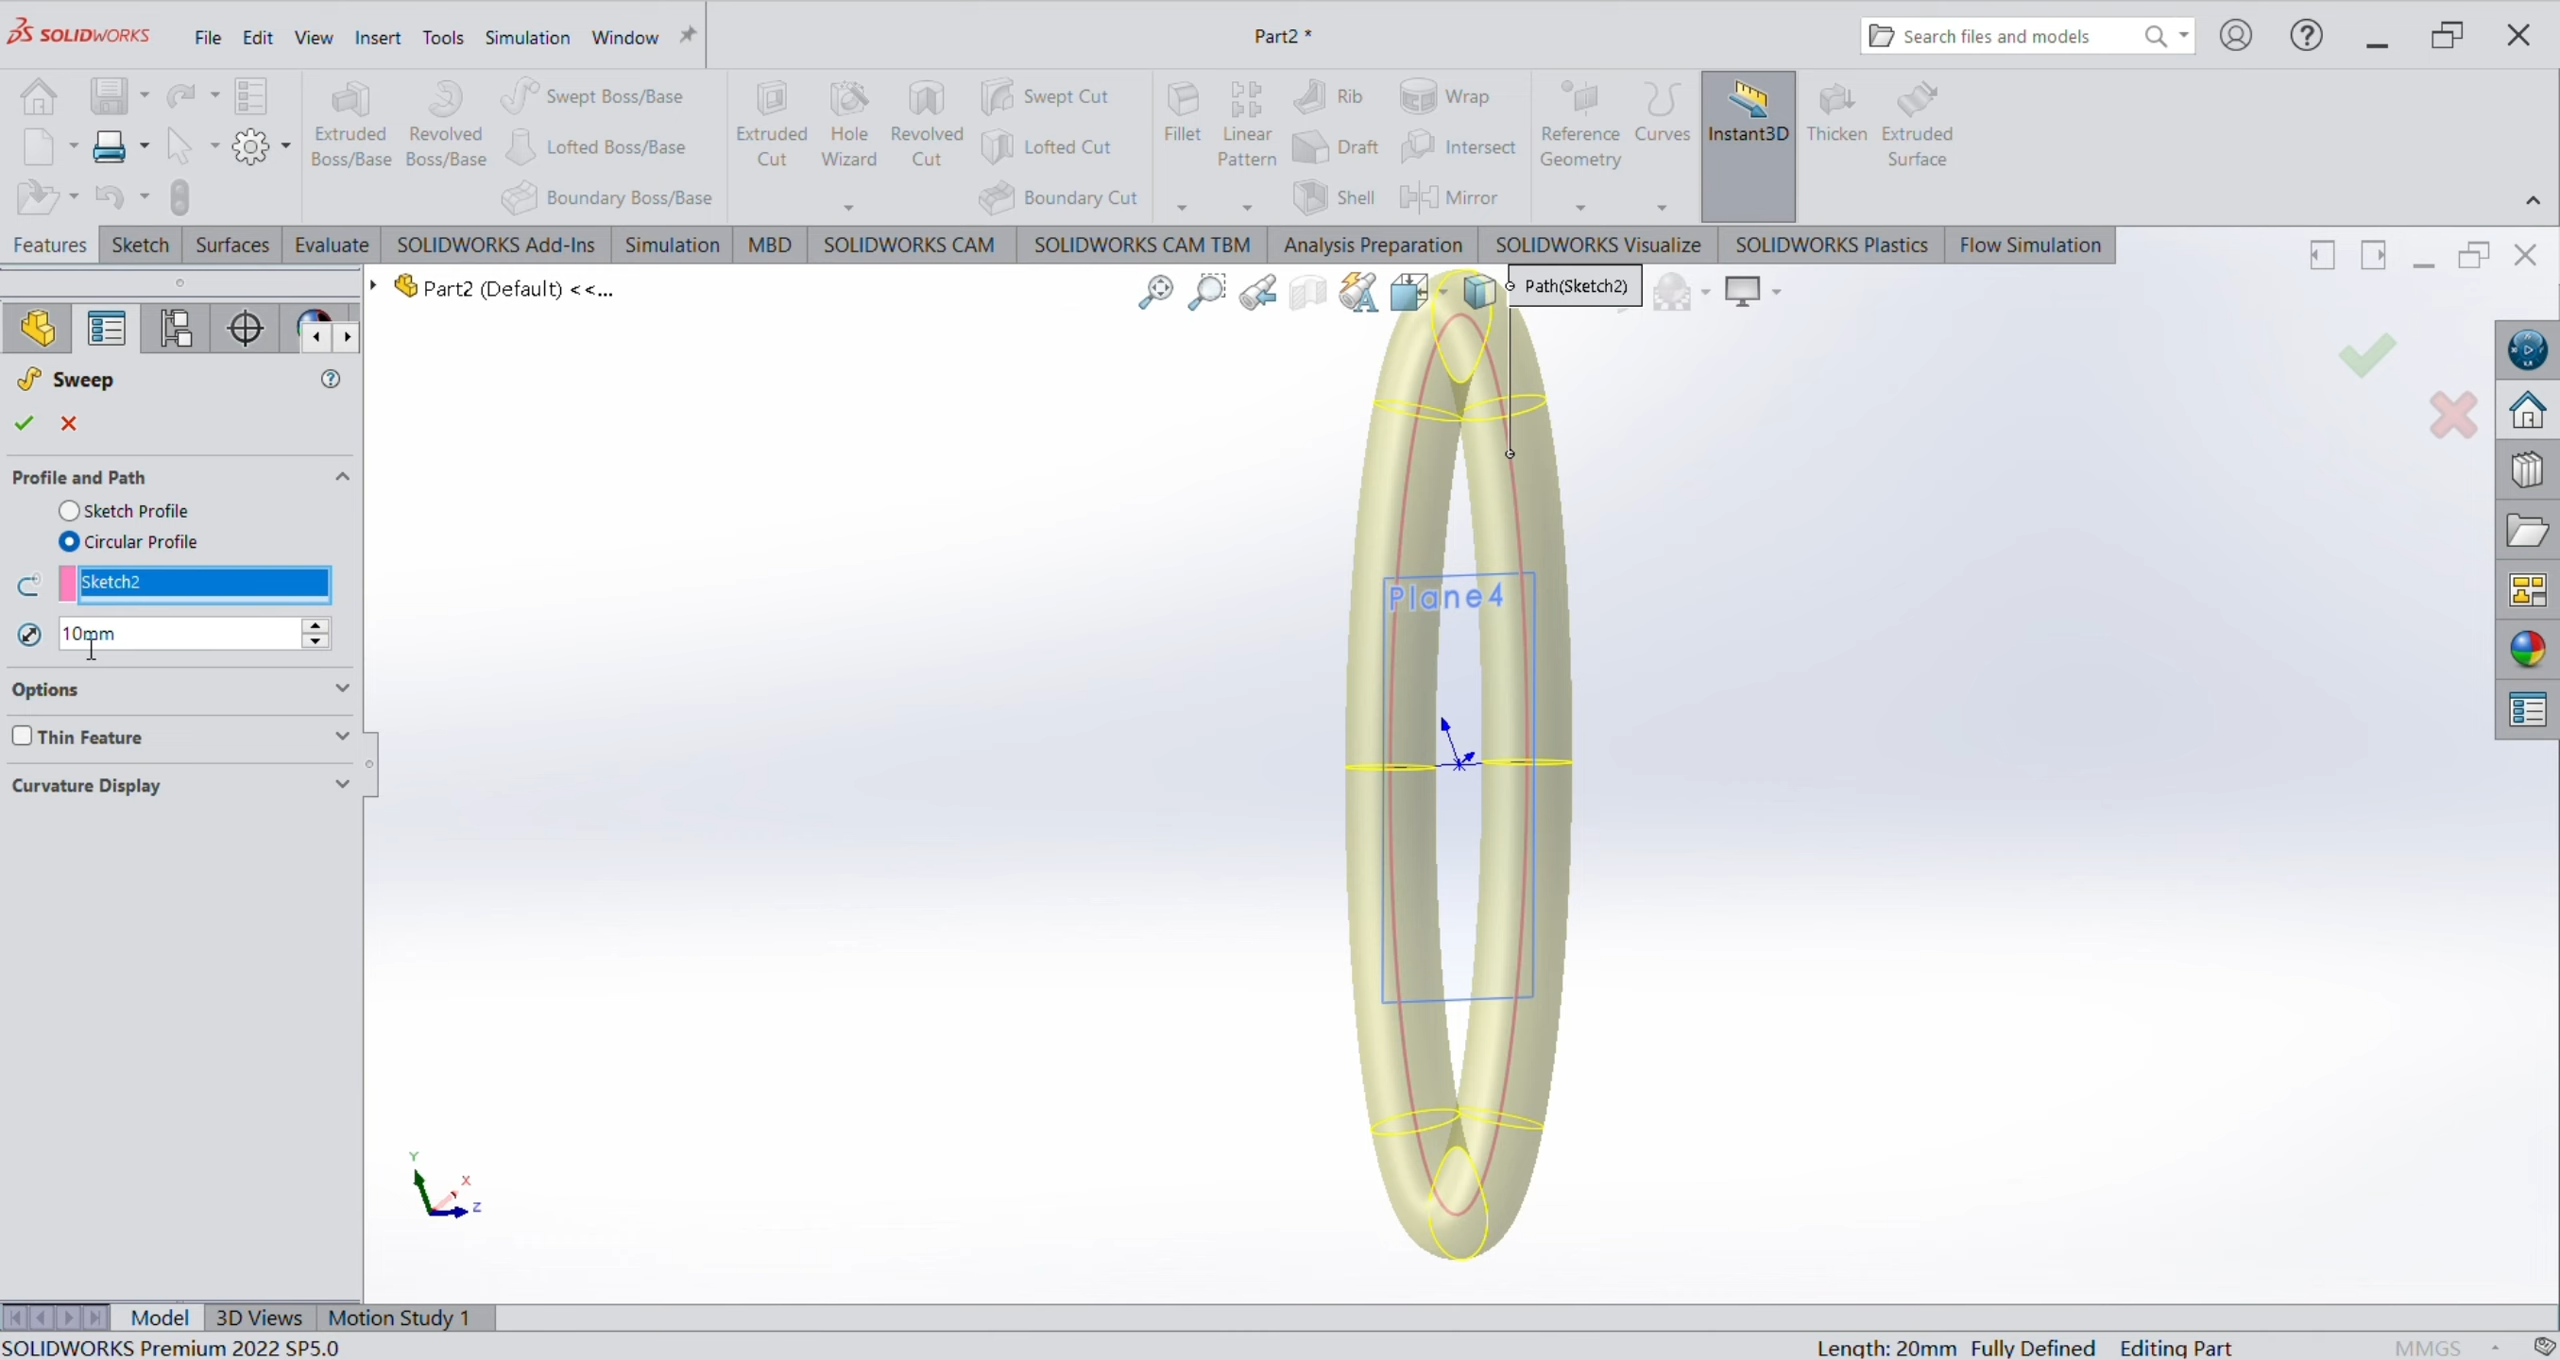 SOLIDWORKS File Edit View Insert Tools Simulation Window Part2 * Search files and models
Extruded Boss/Base
Revolved Boss/Base
Swept Boss/Base
Lofted Boss/Base
Boundary Boss/Base
Extruded Cut
Hole Wizard
Revolved Cut
Swept Cut
Lofted Cut
Boundary Cut
Fillet
Linear Pattern
Rib
Draft
Shell
Wrap
Intersect
Mirror
Reference Geometry
Curves
Instant3D
Thicken
Extruded Surface
Features Sketch Surfaces Evaluate SOLIDWORKS Add-Ins Simulation MBD SOLIDWORKS CAM SOLIDWORKS CAM TBM Analysis Preparation SOLIDWORKS Visualize SOLIDWORKS Plastics Flow Simulation
Part2 (Default) <<...
Path(Sketch2)
Sweep
Profile and Path
Sketch Profile
Circular Profile
Sketch2
10mm
Options
Thin Feature
Curvature Display
Plane4
Y
X
Z
Model 3D Views Motion Study 1
SOLIDWORKS Premium 2022 SP5.0 Length: 20mm Fully Defined Editing Part MMGS